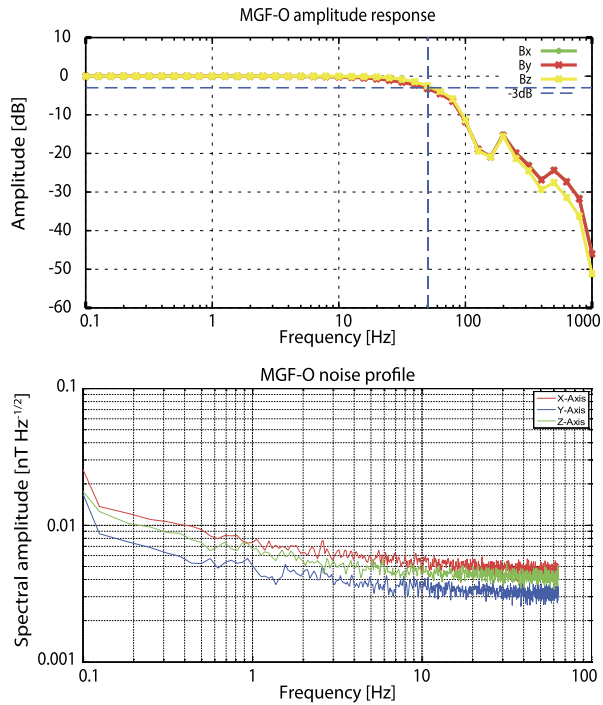 MGF-O amplitude response
Amplitude [dB]
10
0
-10
-20
-30
-40
-50
-60
Bx
By
Bz
-3dB
0.1 1 10 100 1000
Frequency [Hz]
MGF-O noise profile
Spectral amplitude [nT Hz-1/2]
0.1
0.01
0.001
X-Axis
Y-Axis
Z-Axis
0.1 1 10 100
Frequency [Hz]